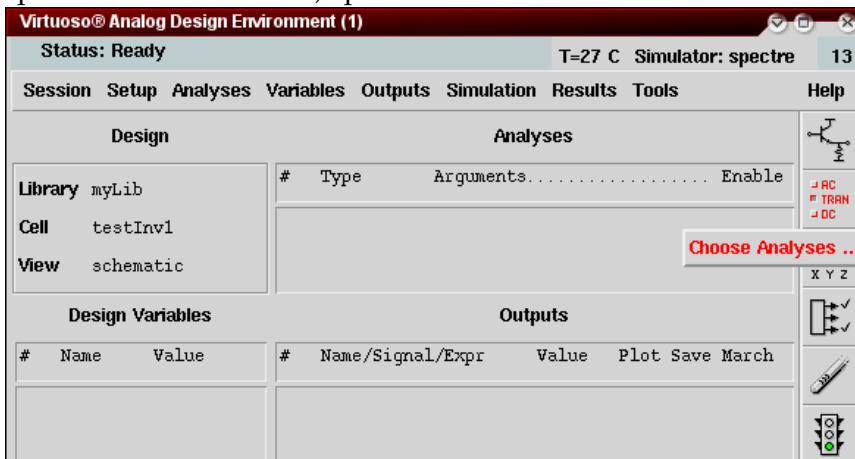 Virtuoso® Analog Design Environment (1)
Status: Ready T=27 C Simulator: spectre 13
Session Setup Analyses Variables Outputs Simulation Results Tools Help
Design Analyses
Library myLib
Cell testInv1
View schematic
# Type Arguments................... Enable
AC
TRAN
DC
Choose Analyses ..
X Y Z
Design Variables Outputs
# Name Value # Name/Signal/Expr Value Plot Save March